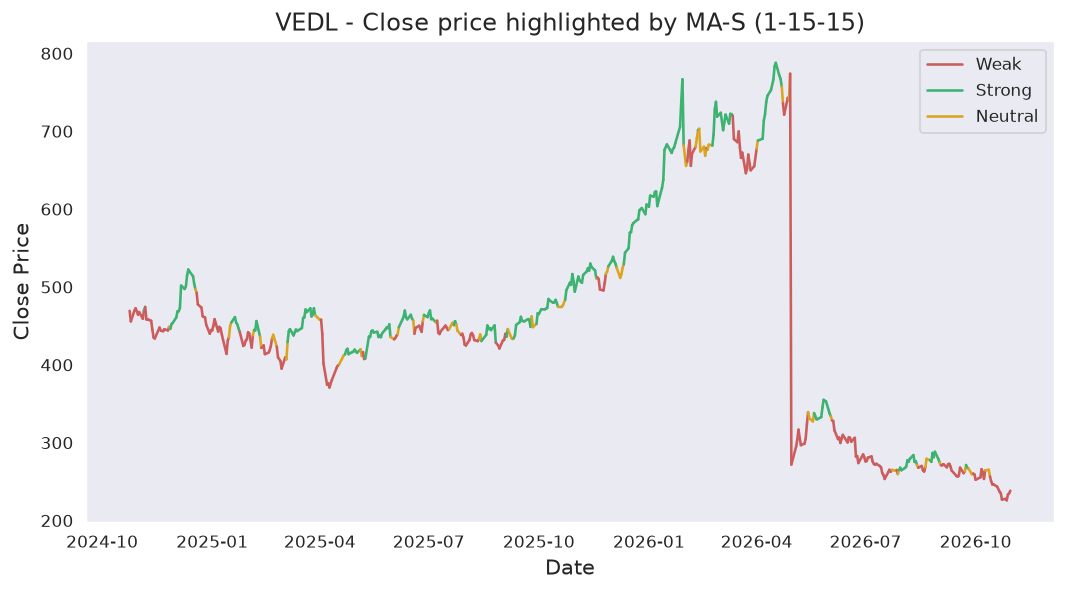 VEDL - Close price highlighted by MA-S (1-15-15)
800
700
600
500
400
300
200
Close Price
Weak
Strong
Neutral
2024-10 2025-01 2025-04 2025-07 2025-10 2026-01 2026-04 2026-07 2026-10
Date